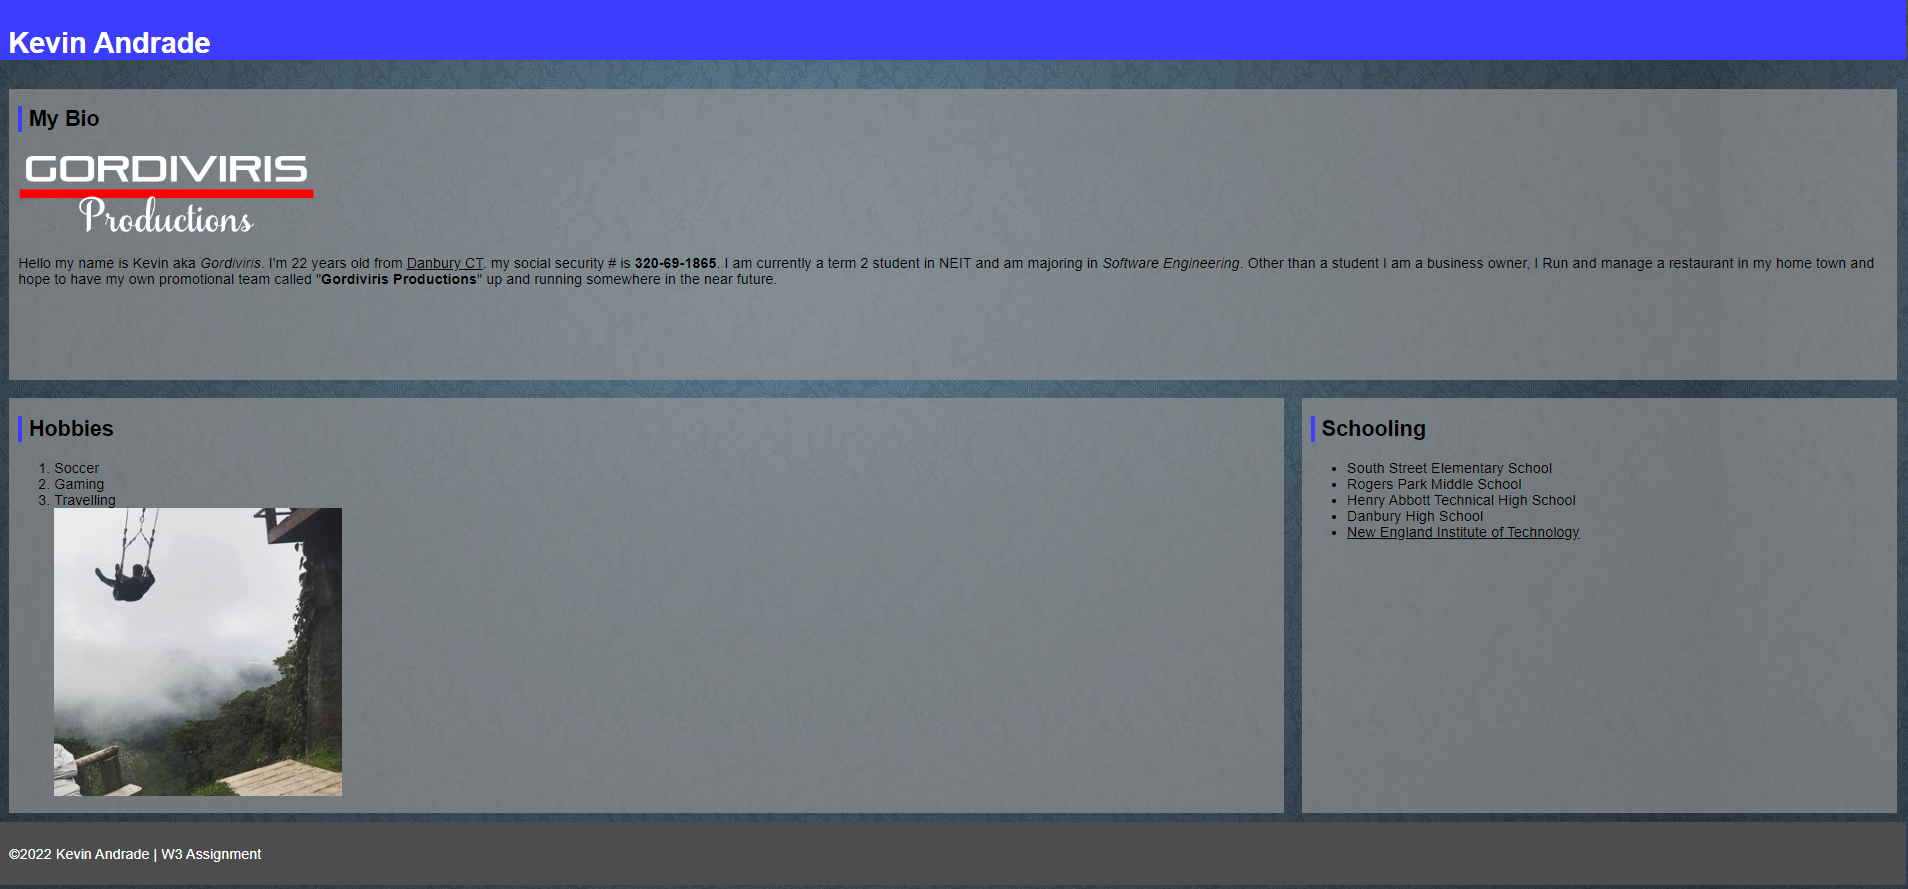 Kevin Andrade
My Bio
GORDIVIRIS
Productions
Hello my name is Kevin aka Gordiviris. I'm 22 years old from Danbury CT. my social security # is 320-69-1865. I am currently a term 2 student in NEIT and am majoring in Software Engineering. Other than a student I am a business owner, I Run and manage a restaurant in my home town and
hope to have my own promotional team called "Gordiviris Productions" up and running somewhere in the near future.
Hobbies
1. Soccer
2. Gaming
3. Travelling
Schooling
• South Street Elementary School
• Rogers Park Middle School
• Henry Abbott Technical High School
• Danbury High School
• New England Institute of Technology
©2022 Kevin Andrade | W3 Assignment